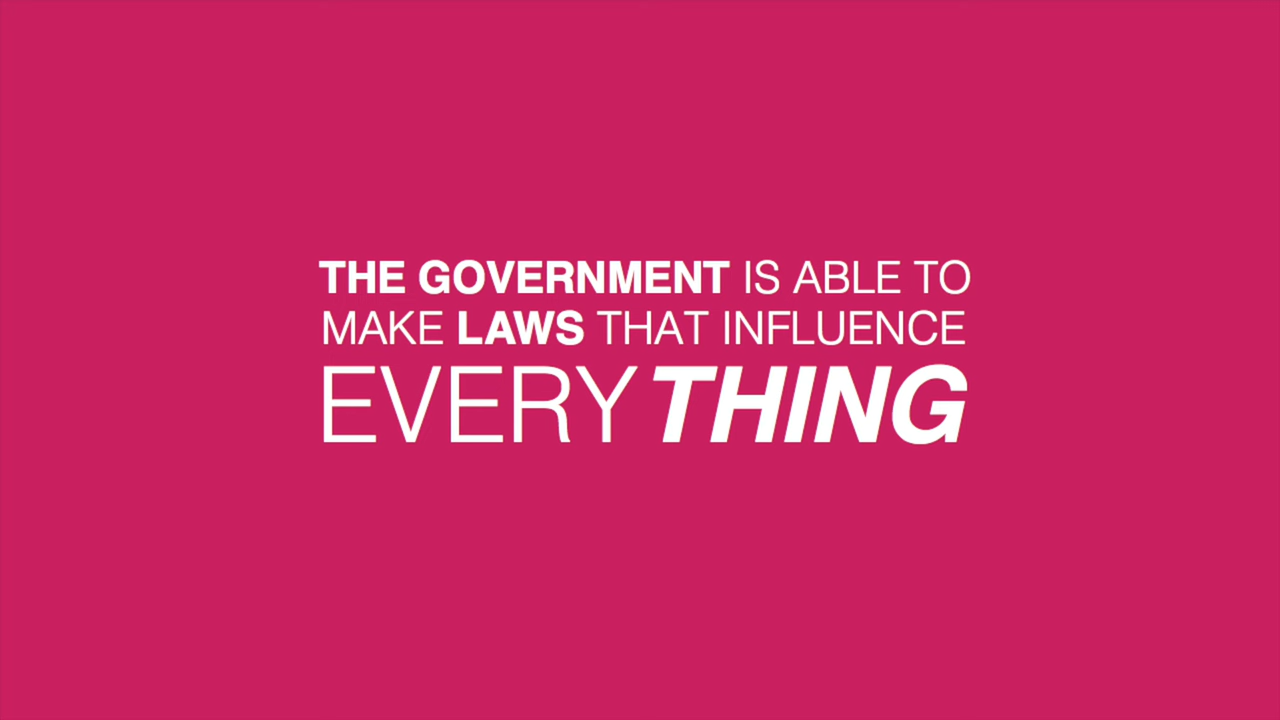 THE GOVERNMENT IS ABLE TO
MAKE LAWS THAT INFLUENCE
EVERYTHING